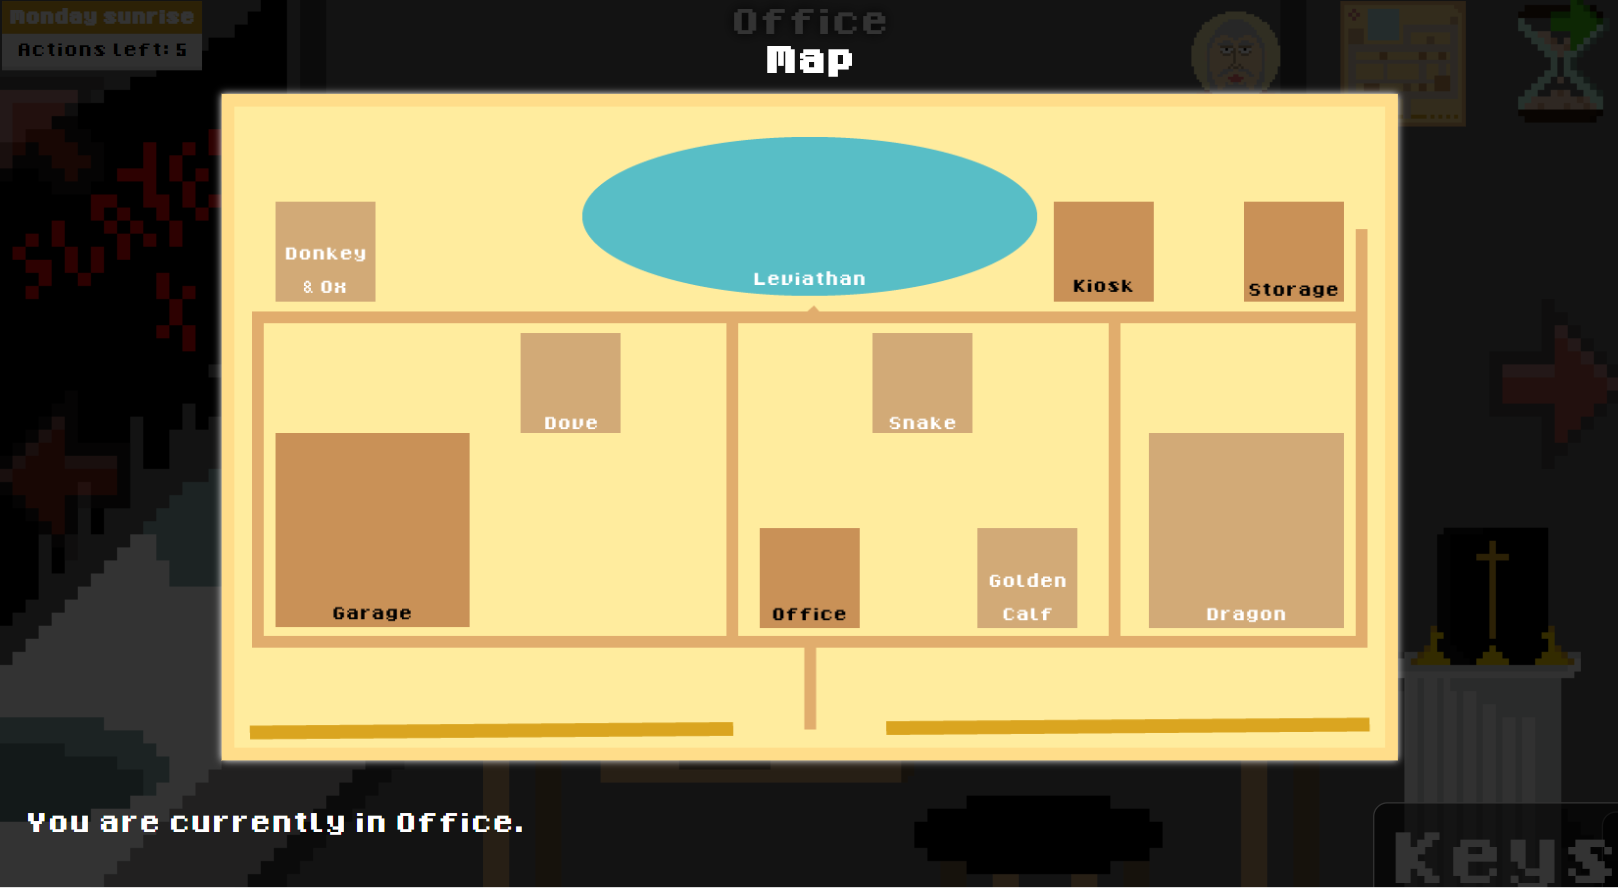 Monday sunrise
Office
Actions Left: 5
Map
Donkey
& Ox
Leviathan
Kiosk
Storage
Dove
Snake
Garage
Office
Golden
Calf
Dragon
You are currently in Office.
Keys